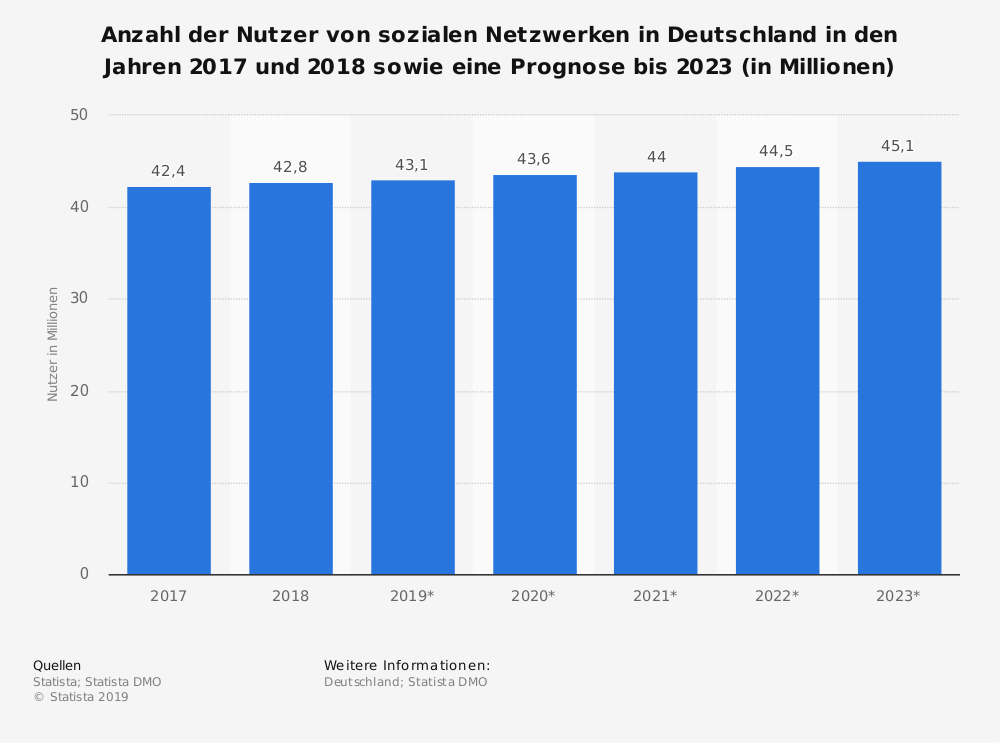 Anzahl der Nutzer von sozialen Netzwerken in Deutschland in den
Jahren 2017 und 2018 sowie eine Prognose bis 2023 (in Millionen)
Nutzer in Millionen
50
40
30
20
10
0
42,4
42,8
43,1
43,6
44
44,5
45,1
2017
2018
2019*
2020*
2021*
2022*
2023*
Quellen
Statista; Statista DMO
© Statista 2019
Weitere Informationen:
Deutschland; Statista DMO